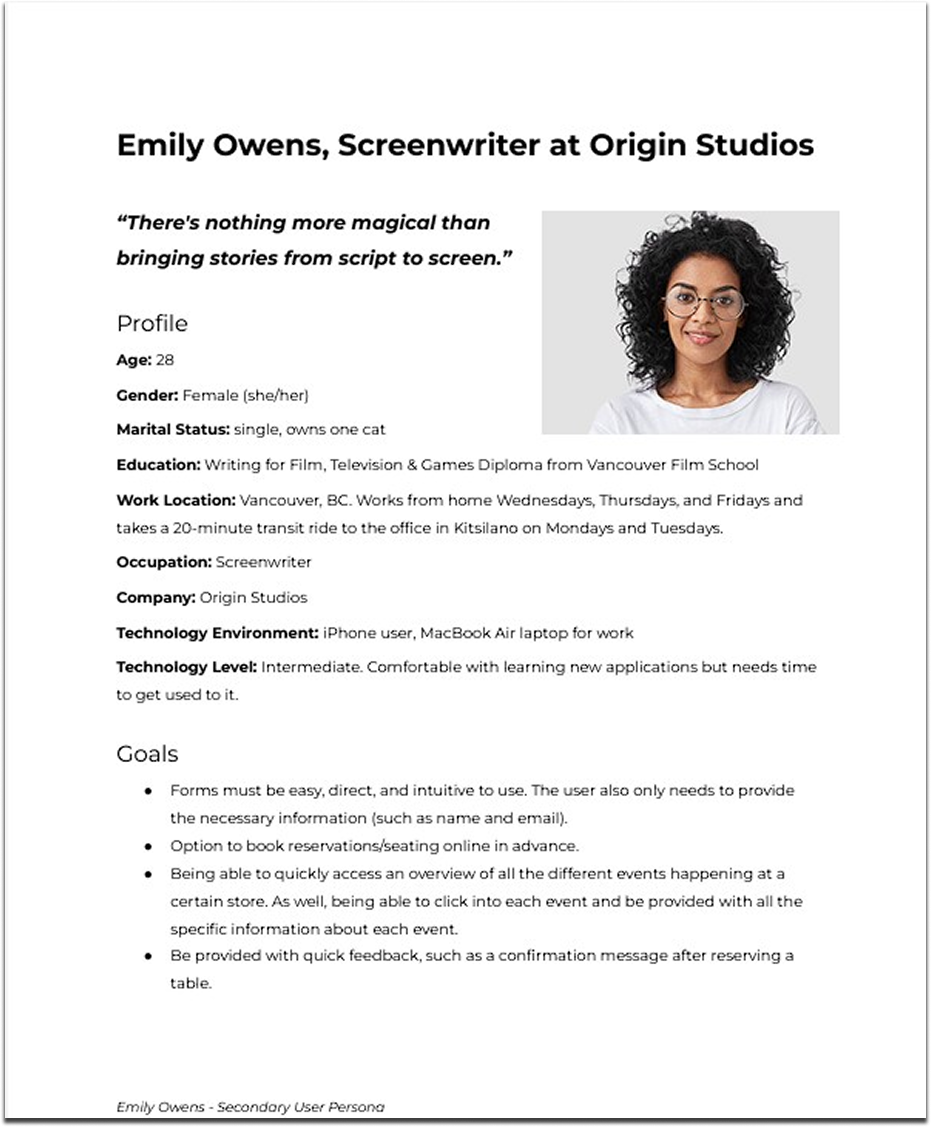 Emily Owens, Screenwriter at Origin Studios
“There's nothing more magical than
bringing stories from script to screen.”
Profile
Age: 28
Gender: Female (she/her)
Marital Status: single, owns one cat
Education: Writing for Film, Television & Games Diploma from Vancouver Film School
Work Location: Vancouver, BC. Works from home Wednesdays, Thursdays, and Fridays and
takes a 20-minute transit ride to the office in Kitsilano on Mondays and Tuesdays.
Occupation: Screenwriter
Company: Origin Studios
Technology Environment: iPhone user, MacBook Air laptop for work
Technology Level: Intermediate. Comfortable with learning new applications but needs time
to get used to it.
Goals
● Forms must be easy, direct, and intuitive to use. The user also only needs to provide
the necessary information (such as name and email).
● Option to book reservations/seating online in advance.
● Being able to quickly access an overview of all the different events happening at a
certain store. As well, being able to click into each event and be provided with all the
specific information about each event.
● Be provided with quick feedback, such as a confirmation message after reserving a
table.
Emily Owens - Secondary User Persona